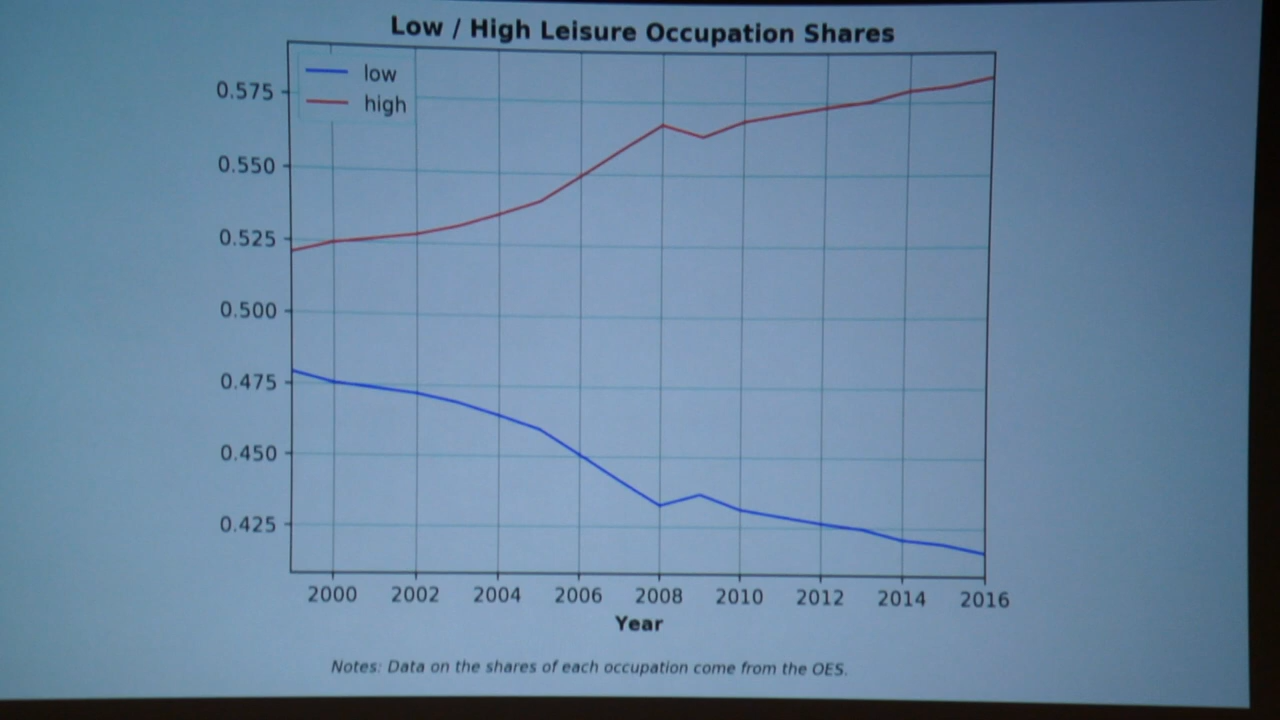 Low / High Leisure Occupation Shares
low
high
0.575
0.550
0.525
0.500
0.475
0.450
0.425
2000 2002 2004 2006 2008 2010 2012 2014 2016
Year
Notes: Data on the shares of each occupation come from the OES.